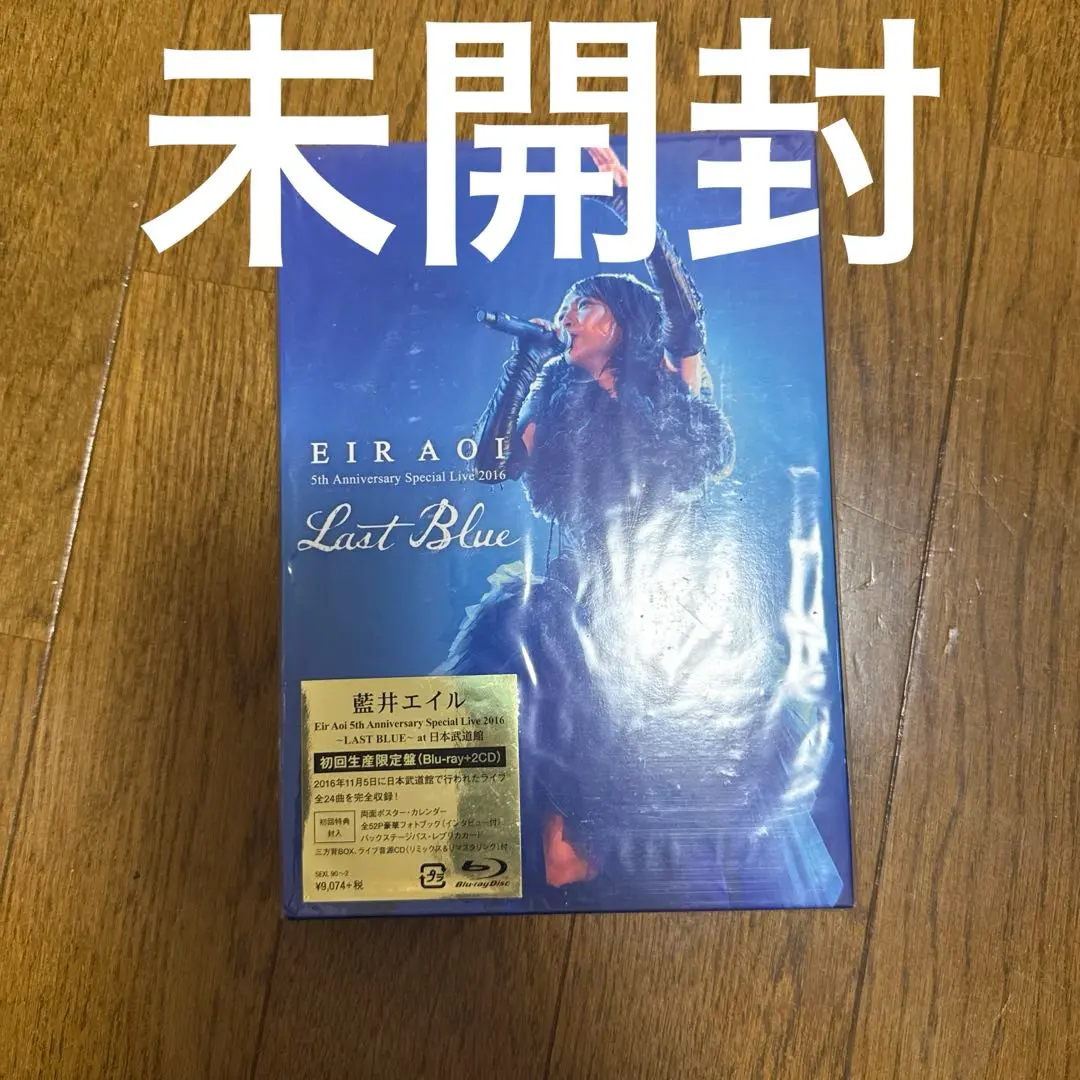 未開封
EIR AOI
5th Anniversary Special Live 2016
Last Blue
藍井エイル
Eir Aoi 5th Anniversary Special Live 2016
~LAST BLUE~ at 日本武道館
初回生産限定盤(Blu-ray+2CD)
2016年11月5日に日本武道館で行われたライブ
全24曲を完全収録!
初回特典
封入
両面ポスター・カレンダー
全52P豪華フォトブック(インタビュー付)
バックステージパス・レプリカカード
三方背BOX、ライブ音源CD(リミックス&リマスタリング)付
SEXL 90~2
¥9,074+税
プラ
Blu-ray Disc